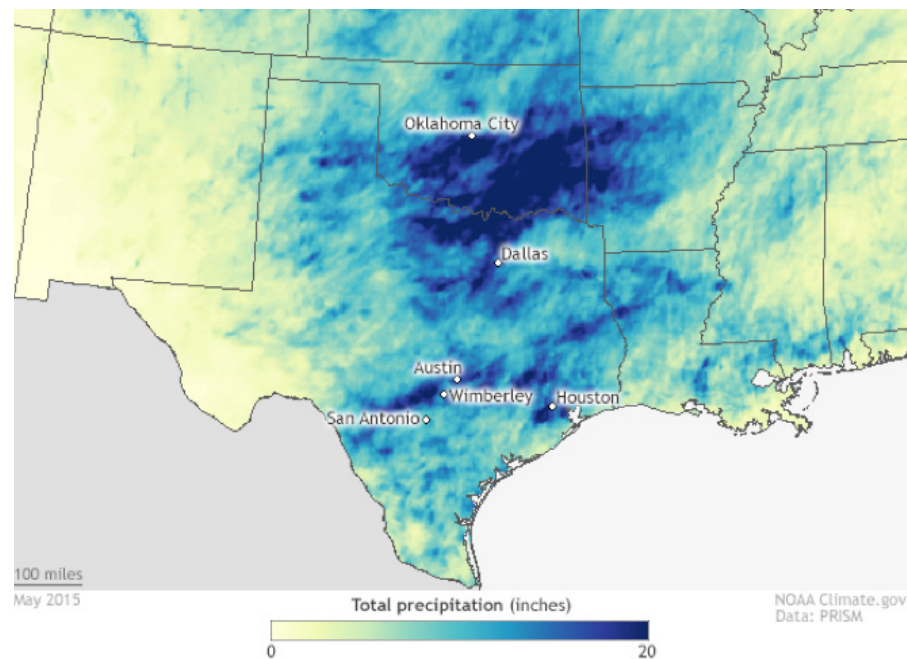 Oklahoma City
Dallas
Austin
Wimberley
Houston
San Antonio
100 miles
May 2015
Total precipitation (inches)
0
20
NOAA Climate.gov
Data: PRISM